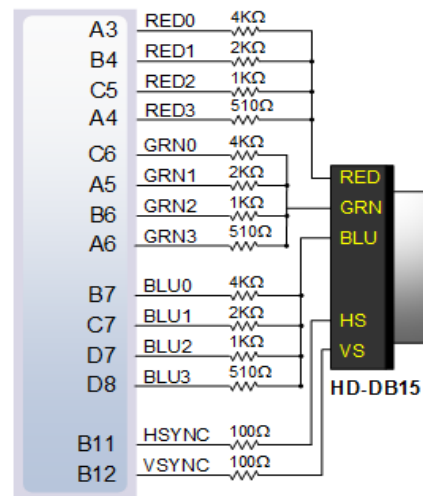 A3 RED0 4KΩ
B4 RED1 2KΩ
C5 RED2 1KΩ
A4 RED3 510Ω
C6 GRN0 4KΩ
A5 GRN1 2KΩ
B6 GRN2 1KΩ
A6 GRN3 510Ω
B7 BLU0 4KΩ
C7 BLU1 2KΩ
D7 BLU2 1KΩ
D8 BLU3 510Ω
B11 HSYNC 100Ω
B12 VSYNC 100Ω
RED
GRN
BLU
HS
VS
HD-DB15